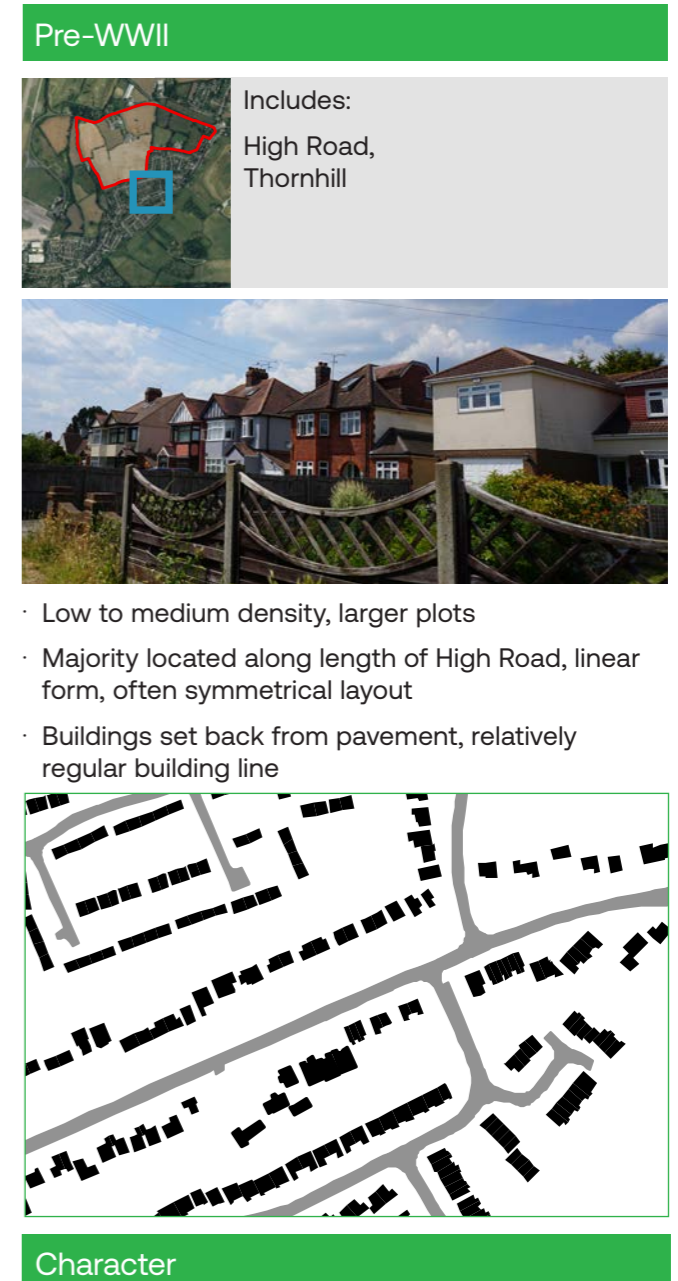 Pre-WWII
Includes:
High Road,
Thornhill
· Low to medium density, larger plots
· Majority located along length of High Road, linear
form, often symmetrical layout
· Buildings set back from pavement, relatively
regular building line
Character